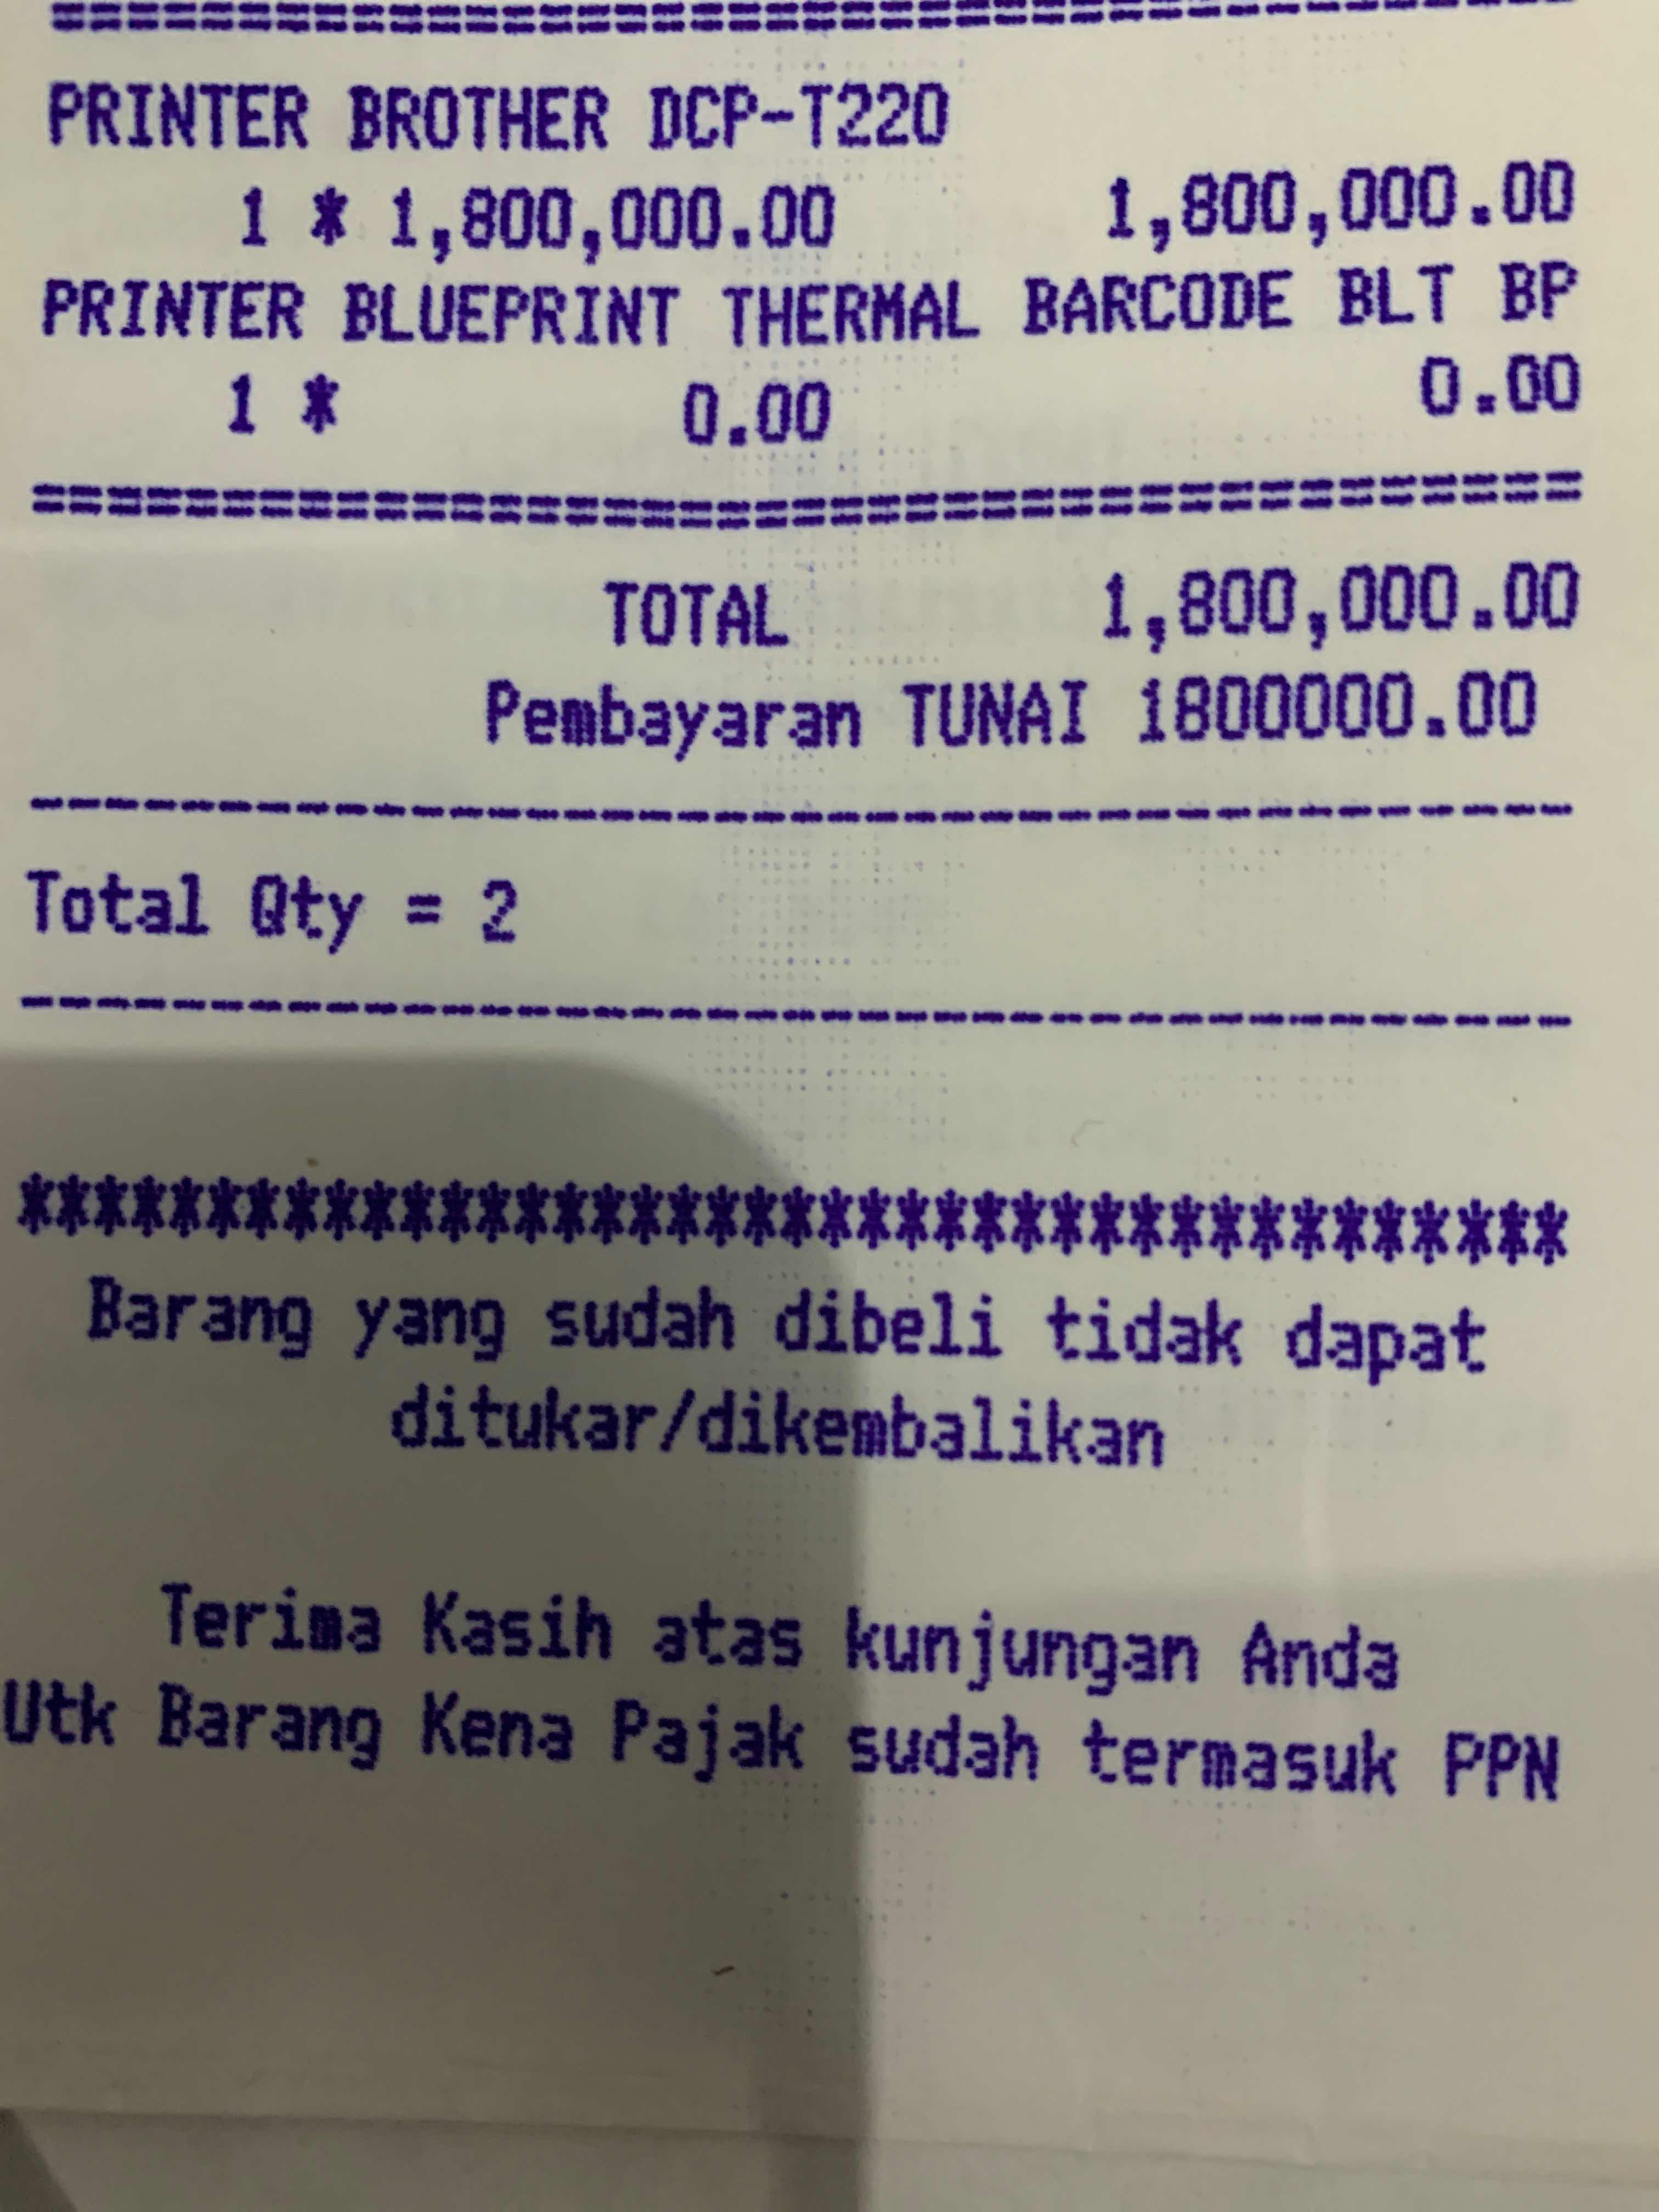 ========================================
PRINTER BROTHER DCP-T220
1 * 1,800,000.00 1,800,000.00
PRINTER BLUEPRINT THERMAL BARCODE BLT BP
1 * 0.00 0.00
========================================
TOTAL 1,800,000.00
Pembayaran TUNAI 1800000.00
----------------------------------------
Total Qty = 2
----------------------------------------
****************************************
Barang yang sudah dibeli tidak dapat
ditukar/dikembalikan
Terima Kasih atas kunjungan Anda
Utk Barang Kena Pajak sudah termasuk PPN